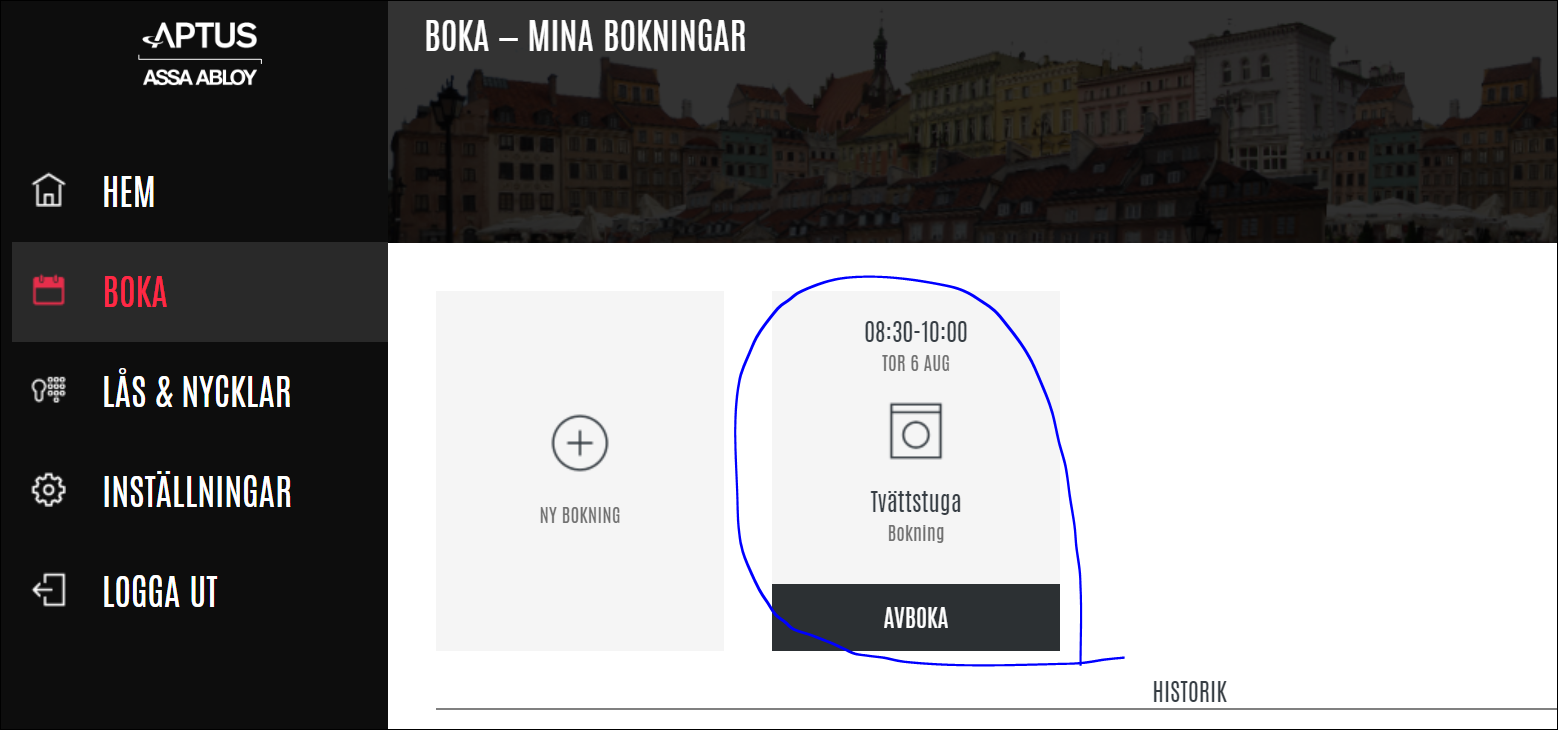 APTUS
ASSA ABLOY
HEM
BOKA
LÅS & NYCKLAR
INSTÄLLNINGAR
LOGGA UT
BOKA – MINA BOKNINGAR
NY BOKNING
08:30-10:00
TOR 6 AUG
Tvättstuga
Bokning
AVBOKA
HISTORIK